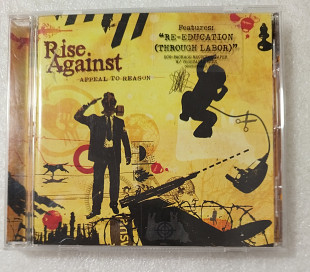 Rise
Against
APPEAL TO REASON
Features:
"RE-EDUCATION
(THROUGH LABOR)"